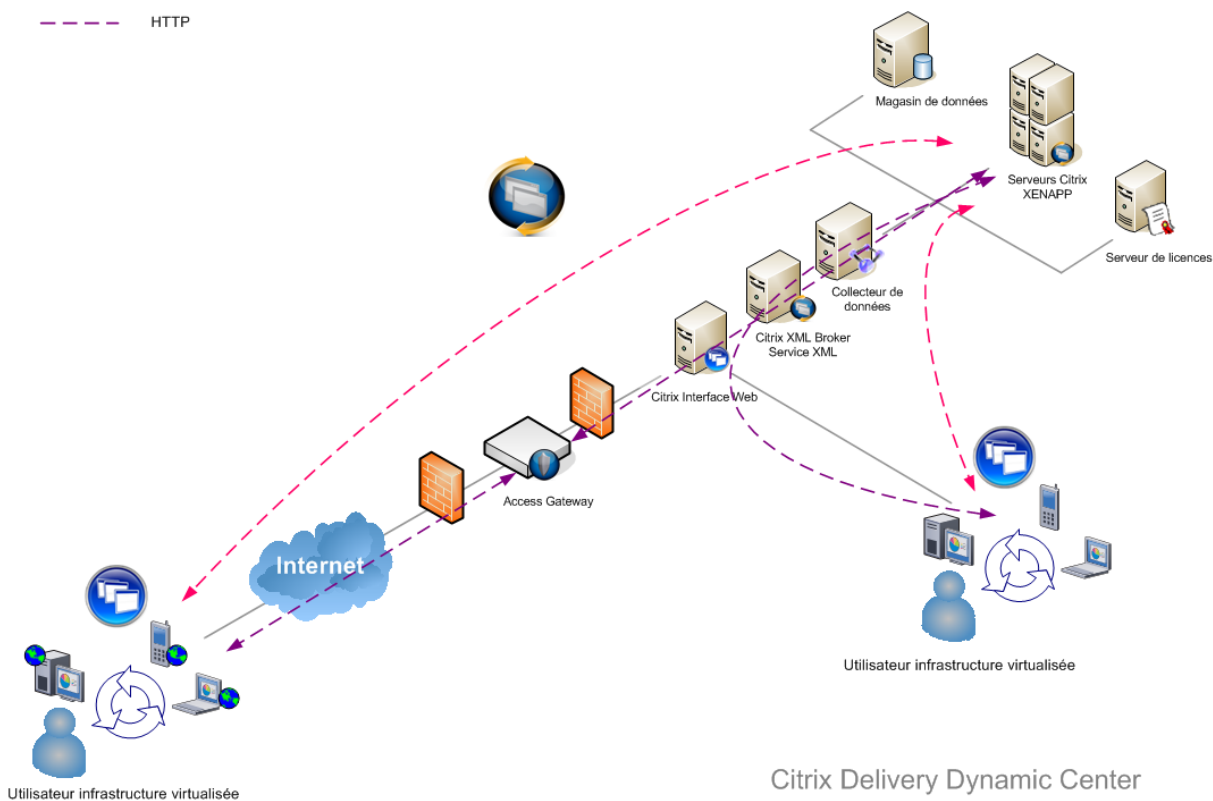 HTTP
Magasin de données
Serveurs Citrix
XENAPP
Serveur de licences
Collecteur de
données
Citrix XML Broker
Service XML
Citrix Interface Web
Access Gateway
Internet
Utilisateur infrastructure virtualisée
Utilisateur infrastructure virtualisée
Citrix Delivery Dynamic Center